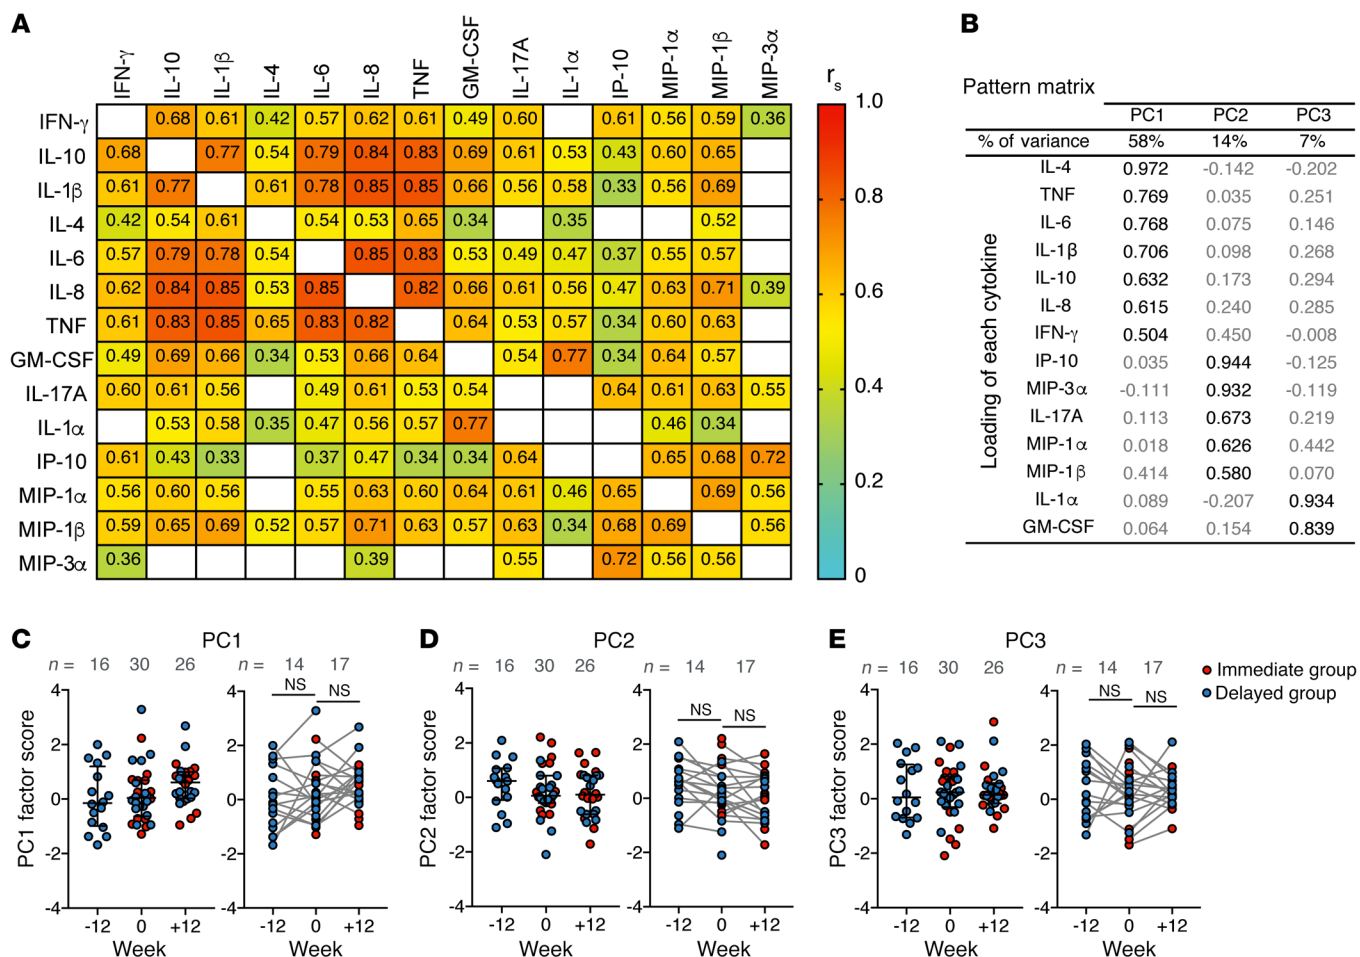 A
IFN-γ IL-10 IL-1β IL-4 IL-6 IL-8 TNF GM-CSF IL-17A IL-1α IP-10 MIP-1α MIP-1β MIP-3α
IFN-γ 0.68 0.61 0.42 0.57 0.62 0.61 0.49 0.60 0.61 0.56 0.59 0.36
IL-10 0.68 0.77 0.54 0.79 0.84 0.83 0.69 0.61 0.53 0.43 0.60 0.65
IL-1β 0.61 0.77 0.61 0.78 0.85 0.85 0.66 0.56 0.58 0.33 0.56 0.69
IL-4 0.42 0.54 0.61 0.54 0.53 0.65 0.34 0.35 0.52
IL-6 0.57 0.79 0.78 0.54 0.85 0.83 0.53 0.49 0.47 0.37 0.55 0.57
IL-8 0.62 0.84 0.85 0.53 0.85 0.82 0.66 0.61 0.56 0.47 0.63 0.71 0.39
TNF 0.61 0.83 0.85 0.65 0.83 0.82 0.64 0.53 0.57 0.34 0.60 0.63
GM-CSF 0.49 0.69 0.66 0.34 0.53 0.66 0.64 0.54 0.77 0.34 0.64 0.57
IL-17A 0.60 0.61 0.56 0.49 0.61 0.53 0.54 0.64 0.61 0.63 0.55
IL-1α 0.53 0.58 0.35 0.47 0.56 0.57 0.77 0.46 0.34
IP-10 0.61 0.43 0.33 0.37 0.47 0.34 0.34 0.64 0.65 0.68 0.72
MIP-1α 0.56 0.60 0.56 0.55 0.63 0.60 0.64 0.61 0.46 0.65 0.69 0.56
MIP-1β 0.59 0.65 0.69 0.52 0.57 0.71 0.63 0.57 0.63 0.34 0.68 0.69 0.56
MIP-3α 0.36 0.39 0.55 0.72 0.56 0.56
rs
1.0
0.8
0.6
0.4
0.2
0
B
Pattern matrix
PC1 PC2 PC3
% of variance 58% 14% 7%
Loading of each cytokine
IL-4 0.972 -0.142 -0.202
TNF 0.769 0.035 0.251
IL-6 0.768 0.075 0.146
IL-1β 0.706 0.098 0.268
IL-10 0.632 0.173 0.294
IL-8 0.615 0.240 0.285
IFN-γ 0.504 0.450 -0.008
IP-10 0.035 0.944 -0.125
MIP-3α -0.111 0.932 -0.119
IL-17A 0.113 0.673 0.219
MIP-1α 0.018 0.626 0.442
MIP-1β 0.414 0.580 0.070
IL-1α 0.089 -0.207 0.934
GM-CSF 0.064 0.154 0.839
C
PC1
n = 16 30 26
n = 14 17
NS NS
PC1 factor score
4
2
0
-2
-4
4
2
0
-2
-4
-12 0 +12
-12 0 +12
Week
Week
D
PC2
n = 16 30 26
n = 14 17
NS NS
PC2 factor score
4
2
0
-2
-4
4
2
0
-2
-4
-12 0 +12
-12 0 +12
Week
Week
E
PC3
n = 16 30 26
n = 14 17
NS NS
PC3 factor score
4
2
0
-2
-4
4
2
0
-2
-4
-12 0 +12
-12 0 +12
Week
Week
Immediate group
Delayed group